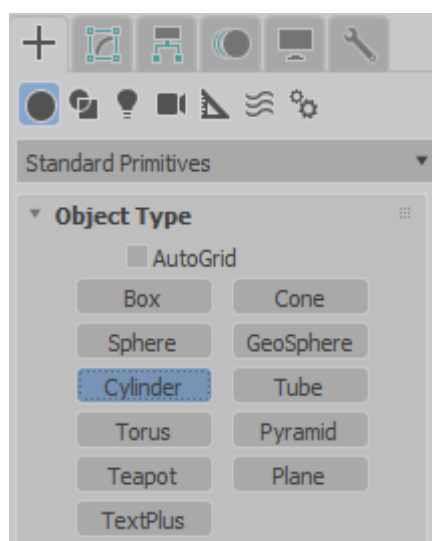 Standard Primitives
Object Type
AutoGrid
Box Cone
Sphere GeoSphere
Cylinder Tube
Torus Pyramid
Teapot Plane
TextPlus